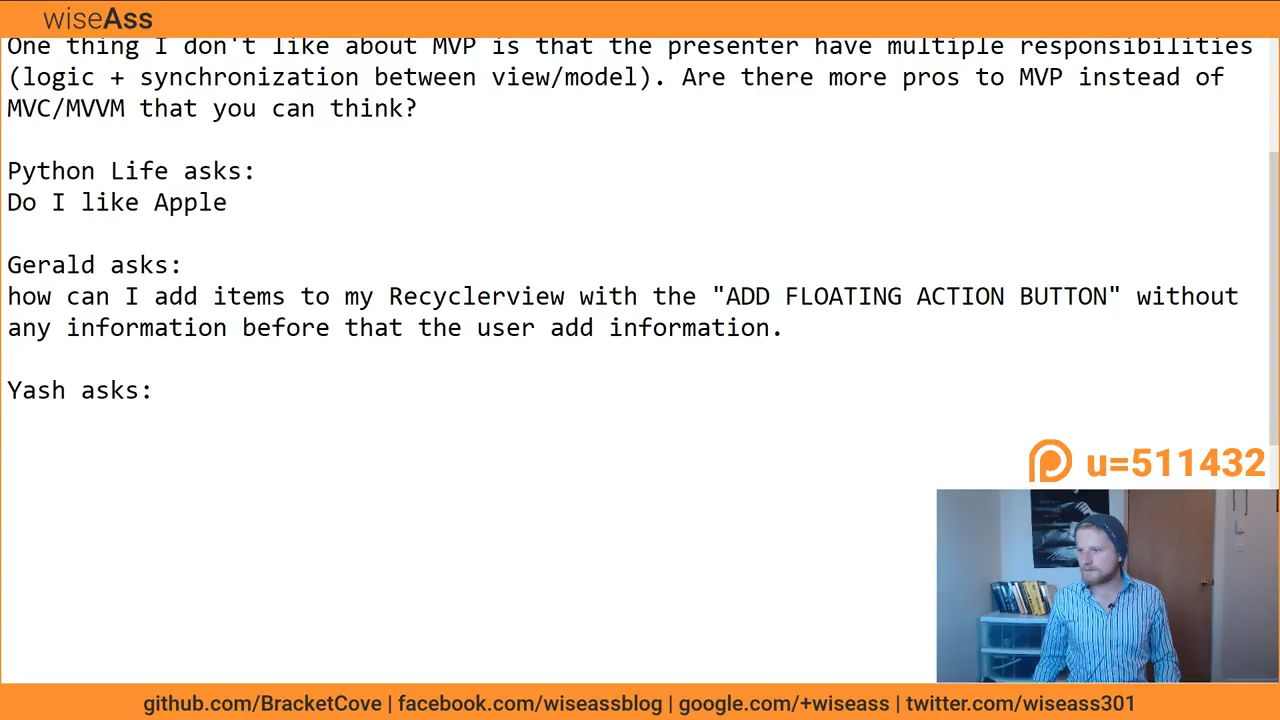 wiseAss
One thing I don't like about MVP is that the presenter have multiple responsibilities
(logic + synchronization between view/model). Are there more pros to MVP instead of
MVC/MVVM that you can think?
Python Life asks:
Do I like Apple
Gerald asks:
how can I add items to my Recyclerview with the "ADD FLOATING ACTION BUTTON" without
any information before that the user add information.
Yash asks:
u=511432
github.com/BracketCove | facebook.com/wiseassblog | google.com/+wiseass | twitter.com/wiseass301